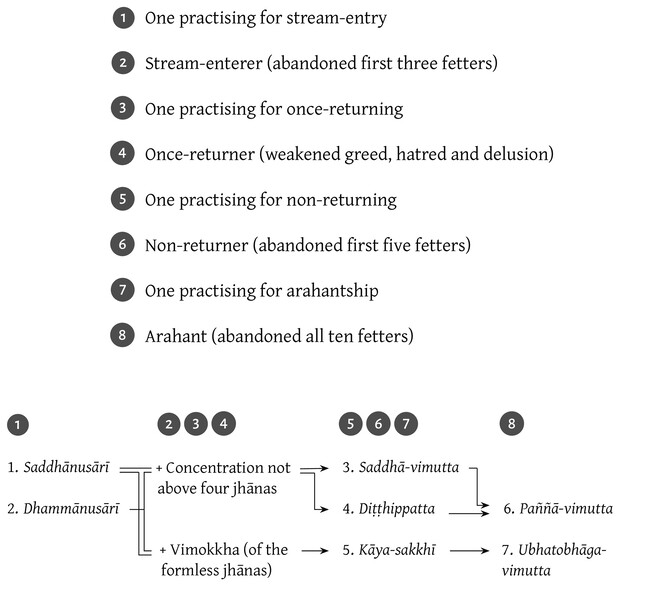 1 One practising for stream-entry
2 Stream-enterer (abandoned first three fetters)
3 One practising for once-returning
4 Once-returner (weakened greed, hatred and delusion)
5 One practising for non-returning
6 Non-returner (abandoned first five fetters)
7 One practising for arahantship
8 Arahant (abandoned all ten fetters)
1 2 3 4 5 6 7 8
1. Saddhānusārī + Concentration not 3. Saddhā-vimutta
above four jhānas
2. Dhammānusārī 4. Diṭṭhippatta 6. Paññā-vimutta
+ Vimokkha (of the 5. Kāya-sakkhī 7. Ubhatobhāga-
formless jhānas) vimutta